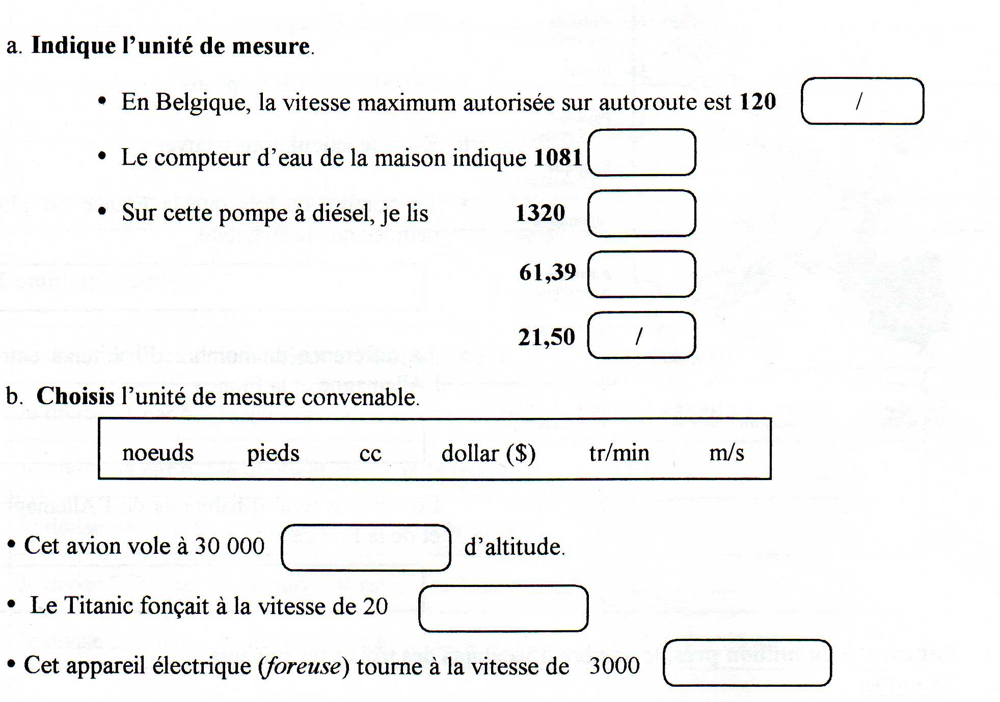 a. Indique l’unité de mesure.
• En Belgique, la vitesse maximum autorisée sur autoroute est 120 /
• Le compteur d’eau de la maison indique 1081
• Sur cette pompe à diésel, je lis 1320
61,39
21,50 /
b. Choisis l’unité de mesure convenable.
noeuds pieds cc dollar ($) tr/min m/s
• Cet avion vole à 30 000 d’altitude.
• Le Titanic fonçait à la vitesse de 20
• Cet appareil électrique (foreuse) tourne à la vitesse de 3000